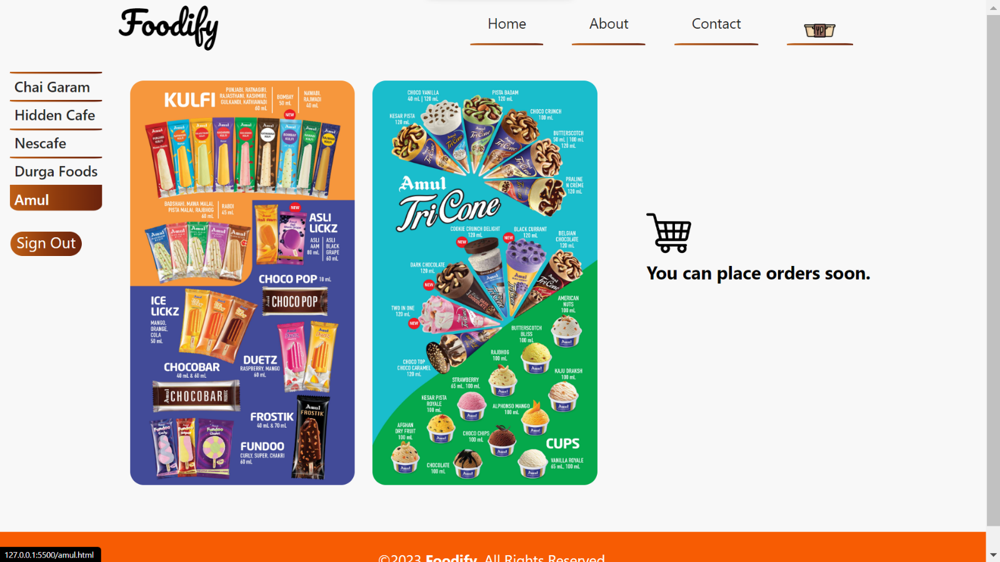 Foodify
Home
About
Contact
YP
Chai Garam
Hidden Cafe
Nescafe
Durga Foods
Amul
Sign Out
KULFI
PUNJABI, RATNAGIRI,
RAJASTHANI, KASHMIRI,
GULKANDI, KATHIAWADI
60 mL
BOMBAY
50 mL
NAWABI,
RAJWADI
40 mL
NEW
BADSHAHI, MAWA MALAI,
PISTA MALAI, RAJBHOG
60 mL
RABDI
45 mL
NEW
ASLI
LICKZ
ASLI
AAM
80 mL
ASLI
BLACK
GRAPE
60 mL
CHOCO POP 18 mL
CHOCO POP
ICE
LICKZ
MANGO,
ORANGE,
COLA
50 mL
CHOCOBAR
40 mL & 60 mL
Amul CHOCOBAR
DUETZ
RASPBERRY, MANGO
60 mL
FROSTIK
40 mL & 70 mL
Amul
FROSTIK
FUNDOO
CURLY, SUPER, CHAKRI
60 mL
CHOCO VANILLA
40 mL | 120 mL
PISTA BADAM
120 mL
KESAR PISTA
120 mL
CHOCO CRUNCH
100 mL
BUTTERSCOTCH
50 mL | 100 mL
120 mL
PRALINE
N CRÈME
120 mL
Amul
TriCone
COOKIE CRUNCH DELIGHT
120 mL
NEW
BLACK CURRANT
120 mL
NEW
BELGIAN
CHOCOLATE
120 mL
DARK CHOCOLATE
120 mL
NEW
TWO IN ONE
120 mL
NEW
CHOCO TOP
CHOCO CARAMEL
120 mL
AMERICAN
NUTS
100 mL
BUTTERSCOTCH
BLISS
100 mL
RAJBHOG
100 mL
KAJU DRAKSH
100 mL
STRAWBERRY
65 mL, 100 mL
KESAR PISTA
ROYALE
100 mL
ALPHONSO MANGO
100 mL
AFGHAN
DRY FRUIT
100 mL
CHOCO CHIPS
100 mL
CUPS
CHOCOLATE
100 mL
VANILLA ROYALE
65 mL, 100 mL
You can place orders soon.
©2023 Foodify. All Rights Reserved
127.0.0.1:5500/amul.html